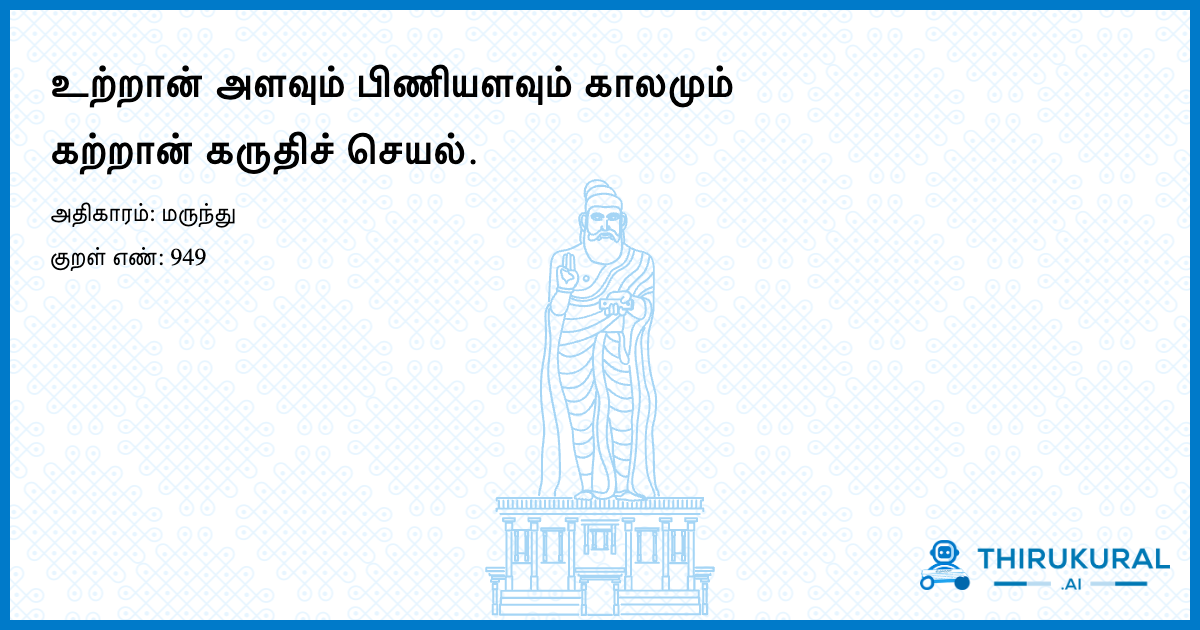 உற்றான் அளவும் பிணியளவும் காலமும்
கற்றான் கருதிச் செயல்.
அதிகாரம்: மருந்து
குறள் எண்: 949
THIRUKURAL
.AI